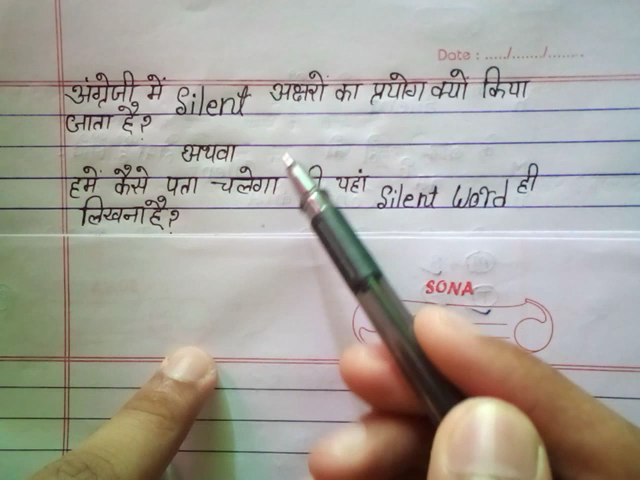 Date : ...../......./........
अंग्रेजी में Silent अक्षरों का प्रयोग क्यों किया
जाता है?
अथवा
हमें कैसे पता चलेगा यहां Silent Word ही
लिखना है?
SONA